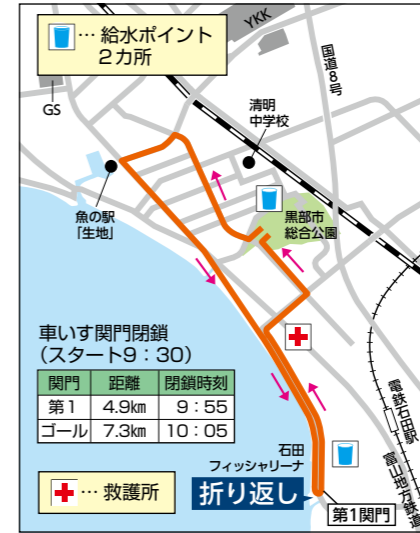 … 給水ポイント
2カ所
YKK
国道8号
GS
清明
中学校
魚の駅
「生地」
黒部市
総合公園
車いす関門閉鎖
(スタート9：30)
関門 距離 閉鎖時刻
第1 4.9km 9：55
ゴール 7.3km 10：05
石田
フィッシャリーナ
折り返し
第1関門
電鉄石田駅
富山地方鉄道
… 救護所